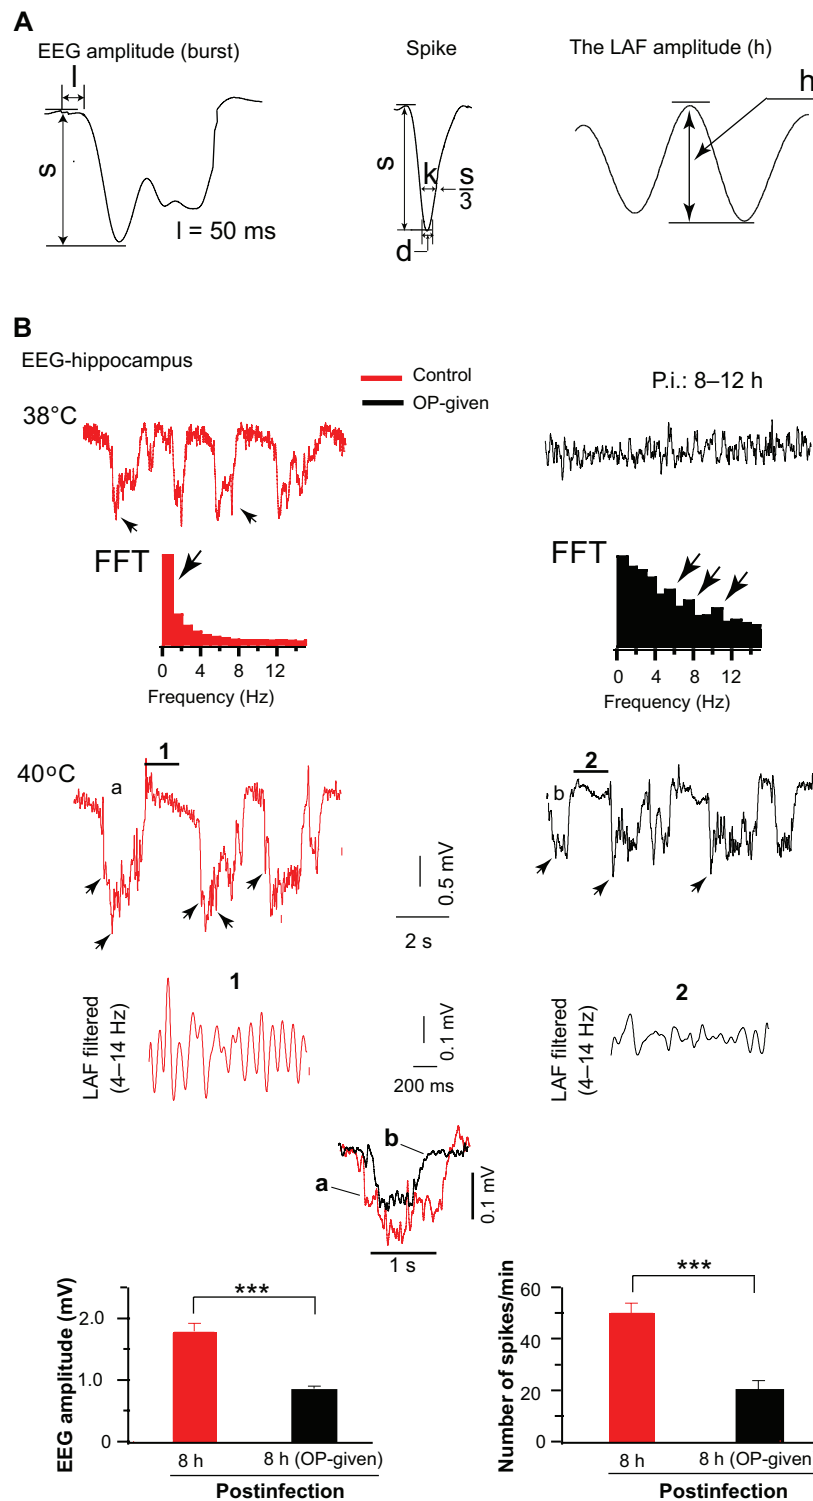 A
EEG amplitude (burst)
l
s
l = 50 ms
Spike
s
k
s
3
d
The LAF amplitude (h)
h
B
EEG-hippocampus
Control
OP-given
P.i.: 8–12 h
38°C
FFT
0 4 8 12
Frequency (Hz)
FFT
0 4 8 12
Frequency (Hz)
40°C
a
1
0.5 mV
2 s
b
2
LAF filtered
(4–14 Hz)
1
0.1 mV
200 ms
LAF filtered
(4–14 Hz)
2
b
a
0.1 mV
1 s
EEG amplitude (mV)
2.0
1.0
0
***
8 h
8 h (OP-given)
Postinfection
Number of spikes/min
60
40
20
0
***
8 h
8 h (OP-given
Postinfection